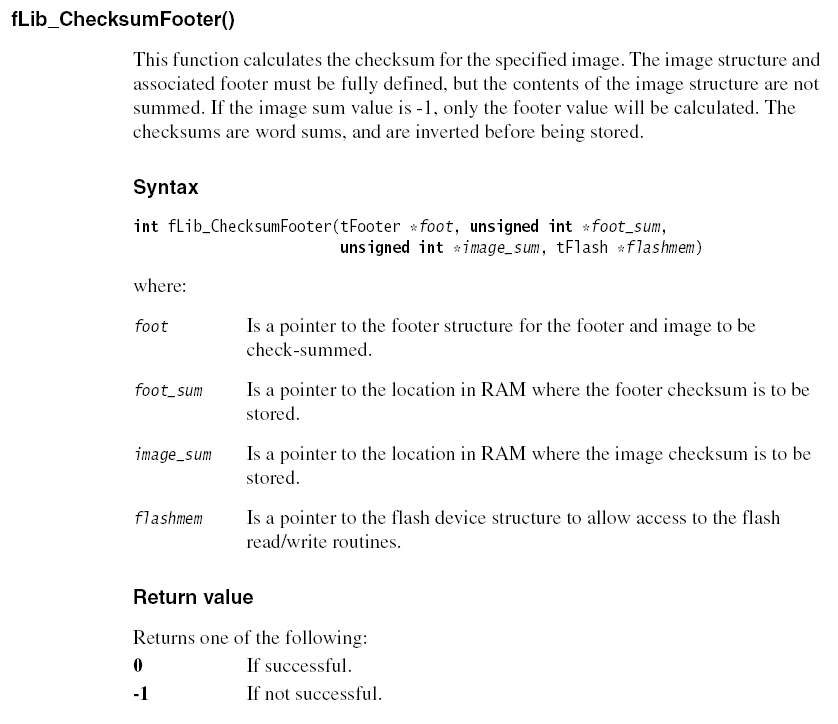 fLib_ChecksumFooter()
This function calculates the checksum for the specified image. The image structure and
associated footer must be fully defined, but the contents of the image structure are not
summed. If the image sum value is -1, only the footer value will be calculated. The
checksums are word sums, and are inverted before being stored.
Syntax
int fLib_ChecksumFooter(tFooter *foot, unsigned int *foot_sum,
unsigned int *image_sum, tFlash *flashmem)
where:
foot Is a pointer to the footer structure for the footer and image to be
check-summed.
foot_sum Is a pointer to the location in RAM where the footer checksum is to be
stored.
image_sum Is a pointer to the location in RAM where the image checksum is to be
stored.
flashmem Is a pointer to the flash device structure to allow access to the flash
read/write routines.
Return value
Returns one of the following:
0 If successful.
-1 If not successful.